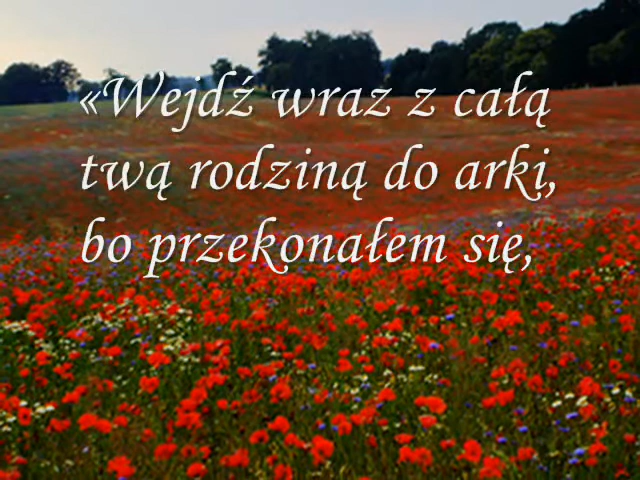 «Wejdź wraz z całą
twą rodziną do arki,
bo przekonałem się,